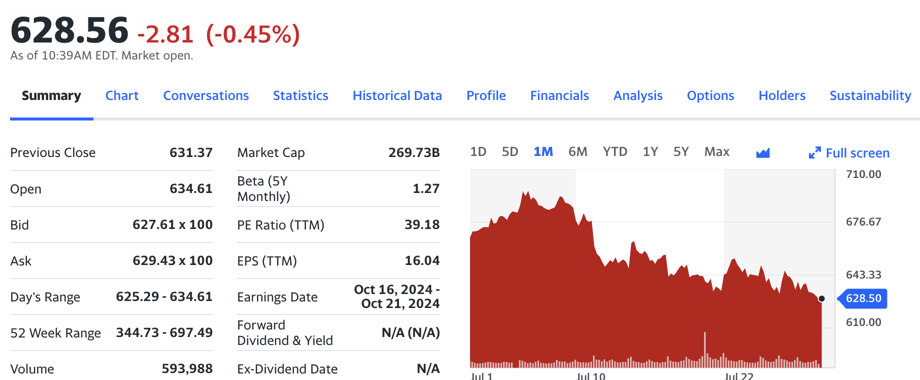 628.56 -2.81 (-0.45%)
As of 10:39AM EDT. Market open.
Summary Chart Conversations Statistics Historical Data Profile Financials Analysis Options Holders Sustainability
Previous Close 631.37
Open 634.61
Bid 627.61 x 100
Ask 629.43 x 100
Day's Range 625.29 - 634.61
52 Week Range 344.73 - 697.49
Volume 593,988
Market Cap 269.73B
Beta (5Y
Monthly) 1.27
PE Ratio (TTM) 39.18
EPS (TTM) 16.04
Earnings Date Oct 16, 2024 -
Oct 21, 2024
Forward
Dividend & Yield N/A (N/A)
Ex-Dividend Date N/A
1D 5D 1M 6M YTD 1Y 5Y Max Full screen
710.00
676.67
643.33
628.50
610.00
Jul 1 Jul 10 Jul 22